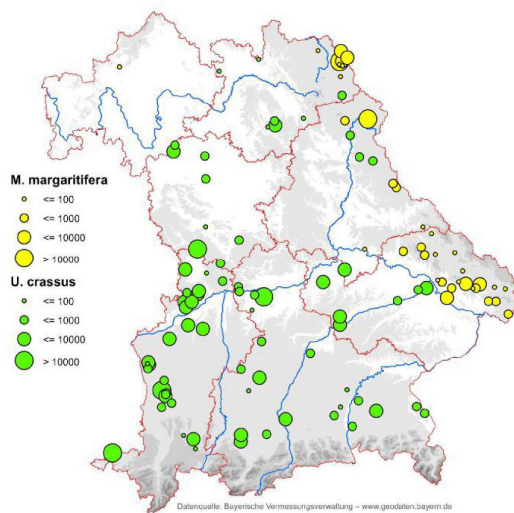 M. margaritifera
<= 100
<= 1000
<= 10000
> 10000
U. crassus
<= 100
<= 1000
<= 10000
> 10000
Datenquelle: Bayerische Vermessungsverwaltung – www.geodaten.bayern.de